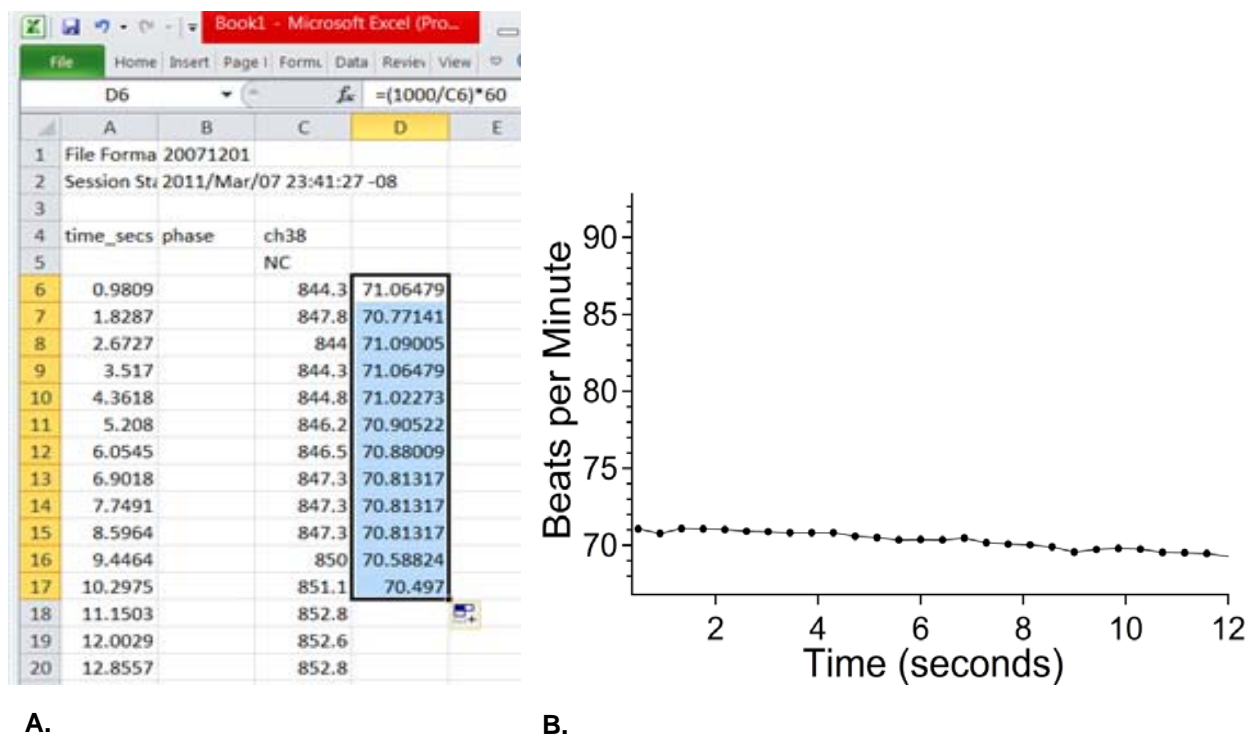 Book1 - Microsoft Excel (Pro...
File Home Insert Page Data View
D6 fx =(1000/C6)*60
A B C D E
1 File Forma 20071201
2 Session Sta 2011/Mar/07 23:41:27 -08
3
4 time_secs phase ch38
5 NC
6 0.9809 844.3 71.06479
7 1.8287 847.8 70.77141
8 2.6727 844 71.09005
9 3.517 844.3 71.06479
10 4.3618 844.8 71.02273
11 5.208 846.2 70.90522
12 6.0545 846.5 70.88009
13 6.9018 847.3 70.81317
14 7.7491 847.3 70.81317
15 8.5964 847.3 70.81317
16 9.4464 850 70.58824
17 10.2975 851.1 70.497
18 11.1503 852.8
19 12.0029 852.6
20 12.8557 852.8
A.
Beats per Minute
90
85
80
75
70
2 4 6 8 10 12
Time (seconds)
B.